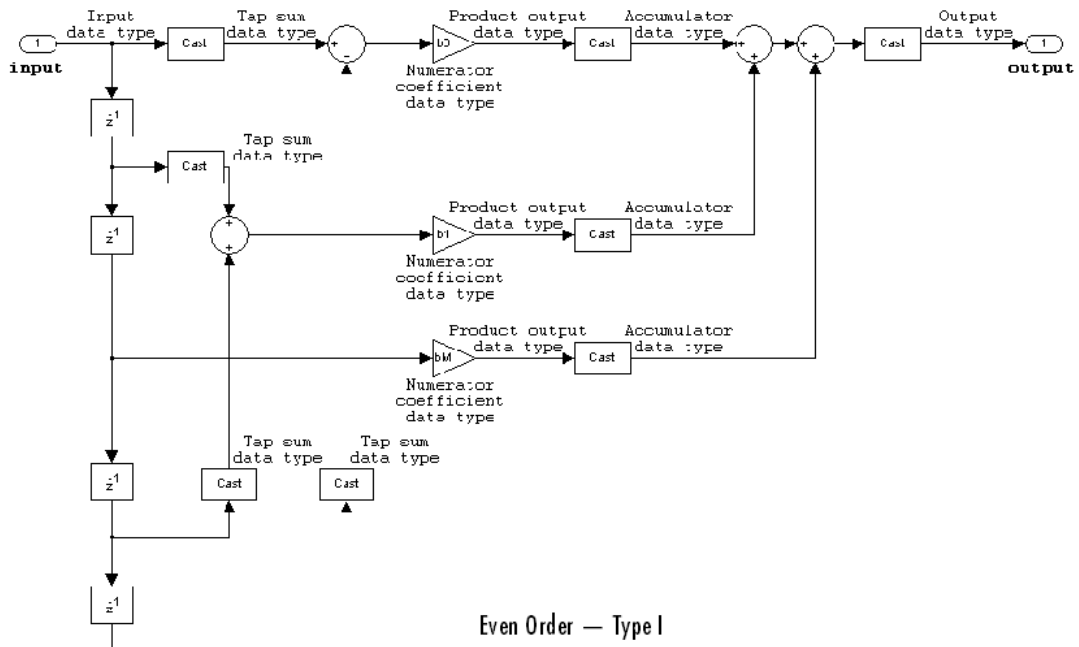 Input
data type
Tap sum
data type
Product output
data type
Accumulator
data type
Output
data type
1
Cast
+
-
b0
Cast
+
+
+
+
Cast
1
input
output
Numerator
coefficient
data type
z-1
Tap sum
data type
Cast
Product output
data type
Accumulator
data type
z-1
+
+
b1
Cast
Numerator
coefficient
data type
Product output
data type
Accumulator
data type
bM
Cast
Numerator
coefficient
data type
Tap sum
data type
Tap sum
data type
z-1
Cast
Cast
z-1
Even Order — Type I